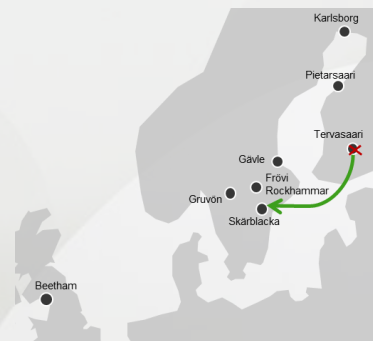 Karlsborg
Pietarsaari
Tervasaari
Gävle
Frövi
Rockhammar
Gruvön
Skärblacka
Beetham